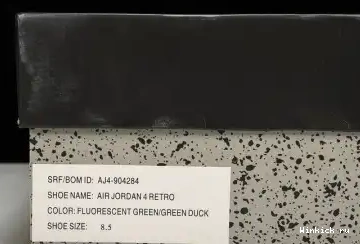 SRF/BOM ID: AJ4-904284
SHOE NAME: AIR JORDAN 4 RETRO
COLOR: FLUORESCENT GREEN/GREEN DUCK
SHOE SIZE: 8.5
Winkick.ru